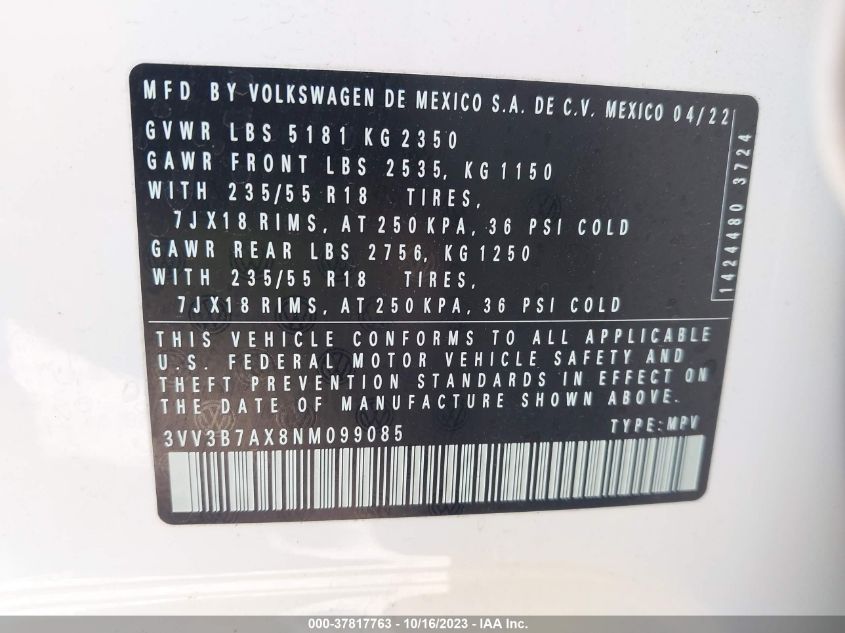 MFD BY VOLKSWAGEN DE MEXICO S.A. DE C.V. MEXICO 04/22
GVWR LBS 5181 KG 2350
GAWR FRONT LBS 2535, KG 1150
WITH 235/55 R18 TIRES,
7JX18 RIMS, AT 250 KPA, 36 PSI COLD
GAWR REAR LBS 2756, KG 1250
WITH 235/55 R18 TIRES,
7JX18 RIMS, AT 250 KPA, 36 PSI COLD
1424480 3724
THIS VEHICLE CONFORMS TO ALL APPLICABLE
U.S. FEDERAL MOTOR VEHICLE SAFETY AND
THEFT PREVENTION STANDARDS IN EFFECT ON
THE DATE OF MANUFACTURE SHOWN ABOVE.
3VV3B7AX8NM099085 TYPE:MPV
000-37817763 - 10/16/2023 - IAA Inc.